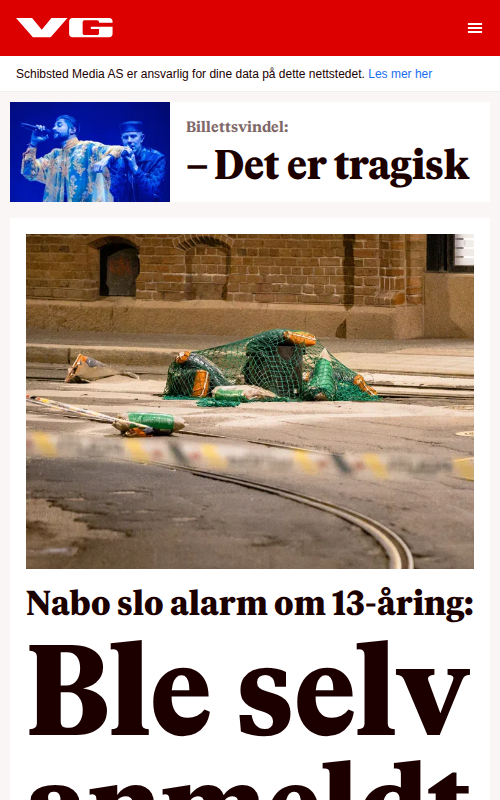 VG
Schibsted Media AS er ansvarlig for dine data på dette nettstedet. Les mer her
Billettsvindel:
– Det er tragisk
Nabo slo alarm om 13-åring:
Ble selv
anmeldt